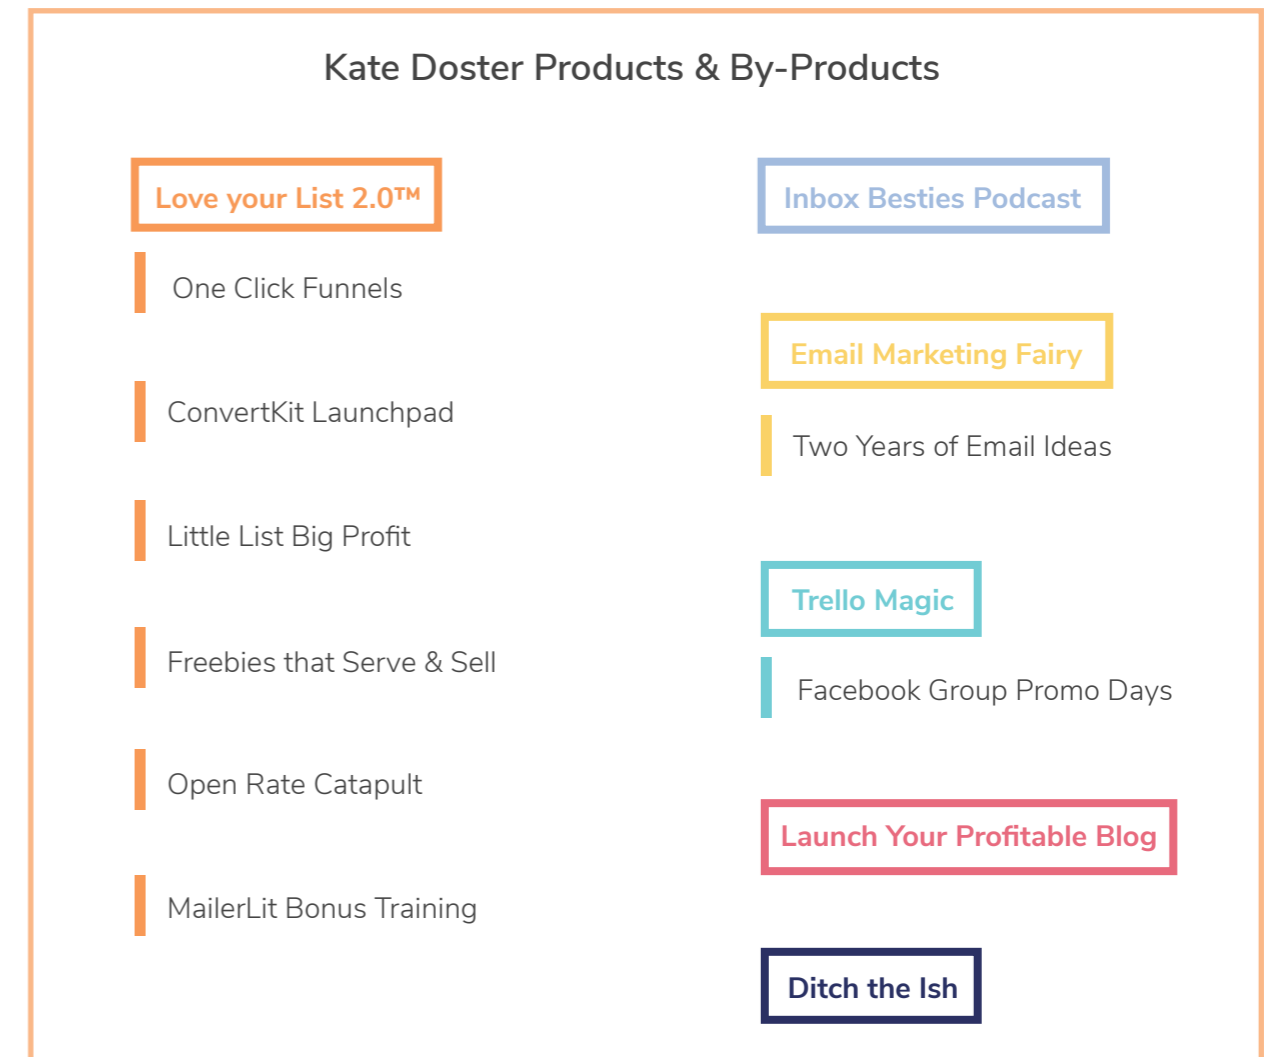 Kate Doster Products & By-Products
Love your List 2.0™
One Click Funnels
ConvertKit Launchpad
Little List Big Profit
Freebies that Serve & Sell
Open Rate Catapult
MailerLit Bonus Training
Inbox Besties Podcast
Email Marketing Fairy
Two Years of Email Ideas
Trello Magic
Facebook Group Promo Days
Launch Your Profitable Blog
Ditch the Ish